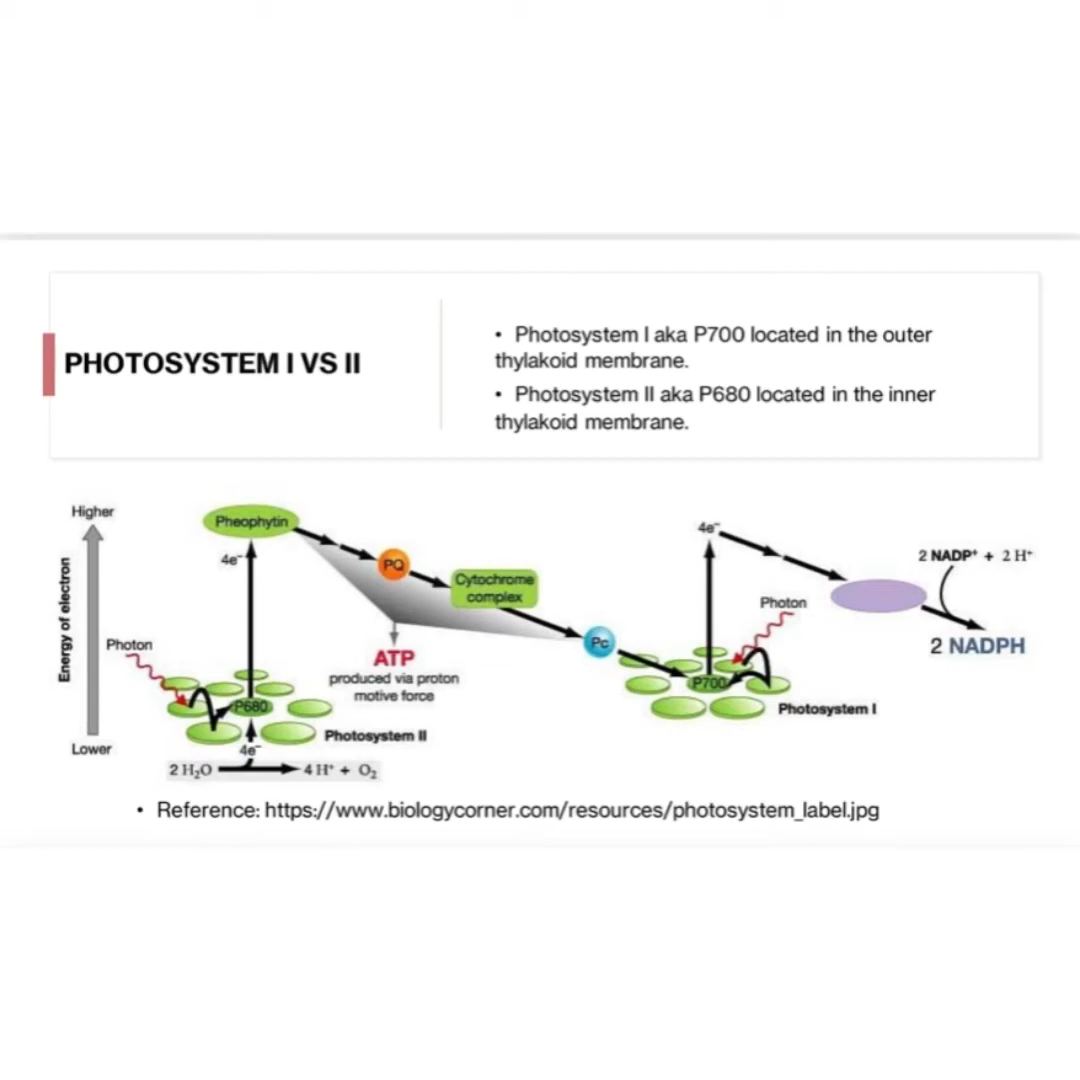 PHOTOSYSTEM I VS II
• Photosystem I aka P700 located in the outer
thylakoid membrane.
• Photosystem II aka P680 located in the inner
thylakoid membrane.
Higher
Energy of electron
Lower
Photon
Pheophytin
4e⁻
PQ
Cytochrome
complex
ATP
produced via proton
motive force
Pc
P680
Photosystem II
4e⁻
2 H₂O
4 H⁺ + O₂
4e⁻
Photon
P700
Photosystem I
2 NADP⁺ + 2 H⁺
2 NADPH
• Reference: https://www.biologycorner.com/resources/photosystem_label.jpg